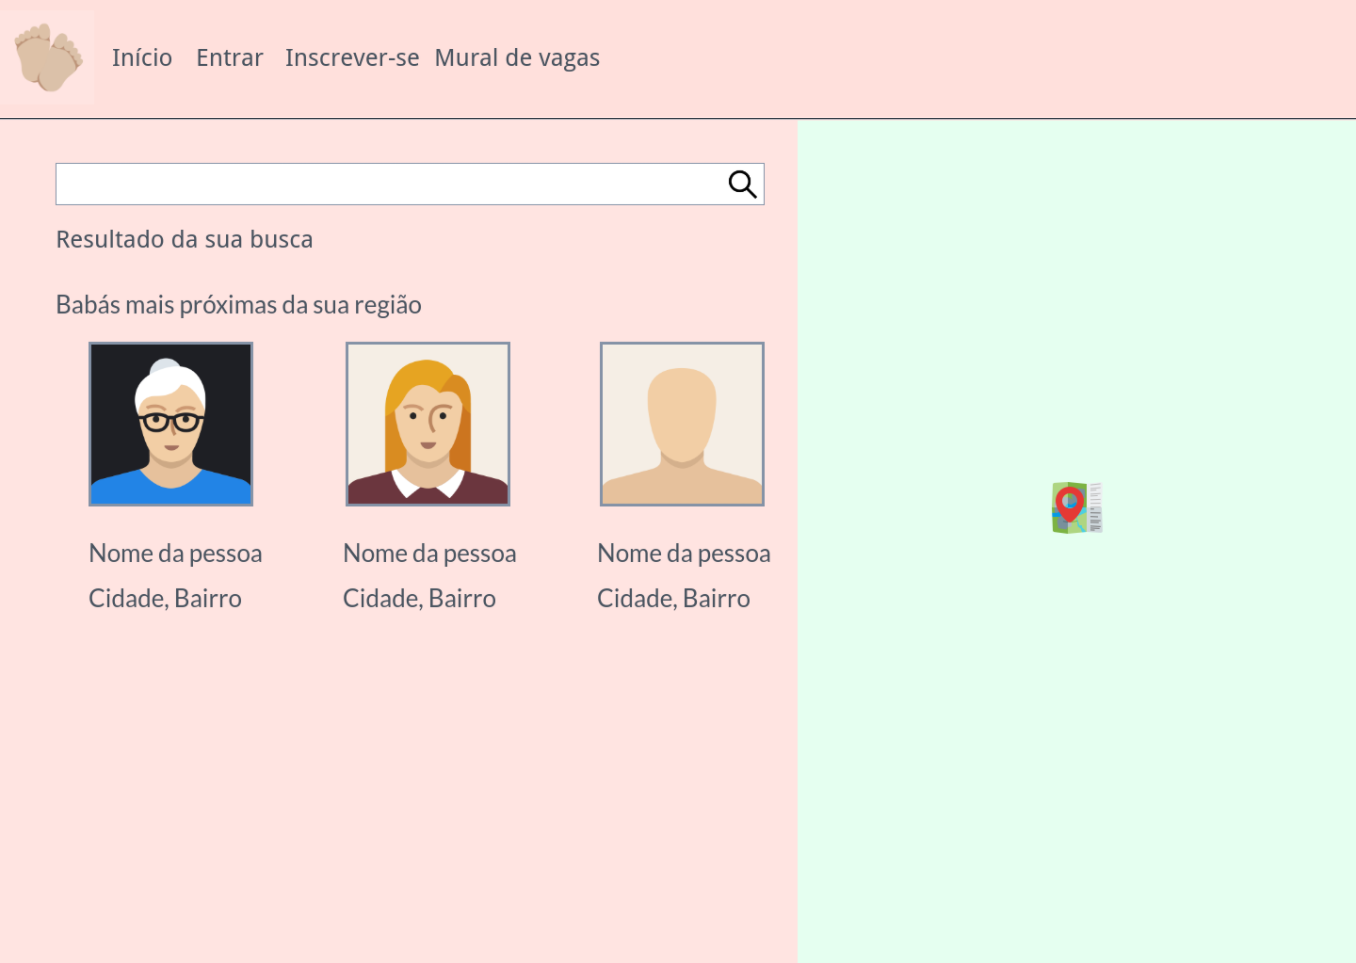 Início Entrar Inscrever-se Mural de vagas
Resultado da sua busca
Babás mais próximas da sua região
Nome da pessoa Nome da pessoa Nome da pessoa
Cidade, Bairro Cidade, Bairro Cidade, Bairro